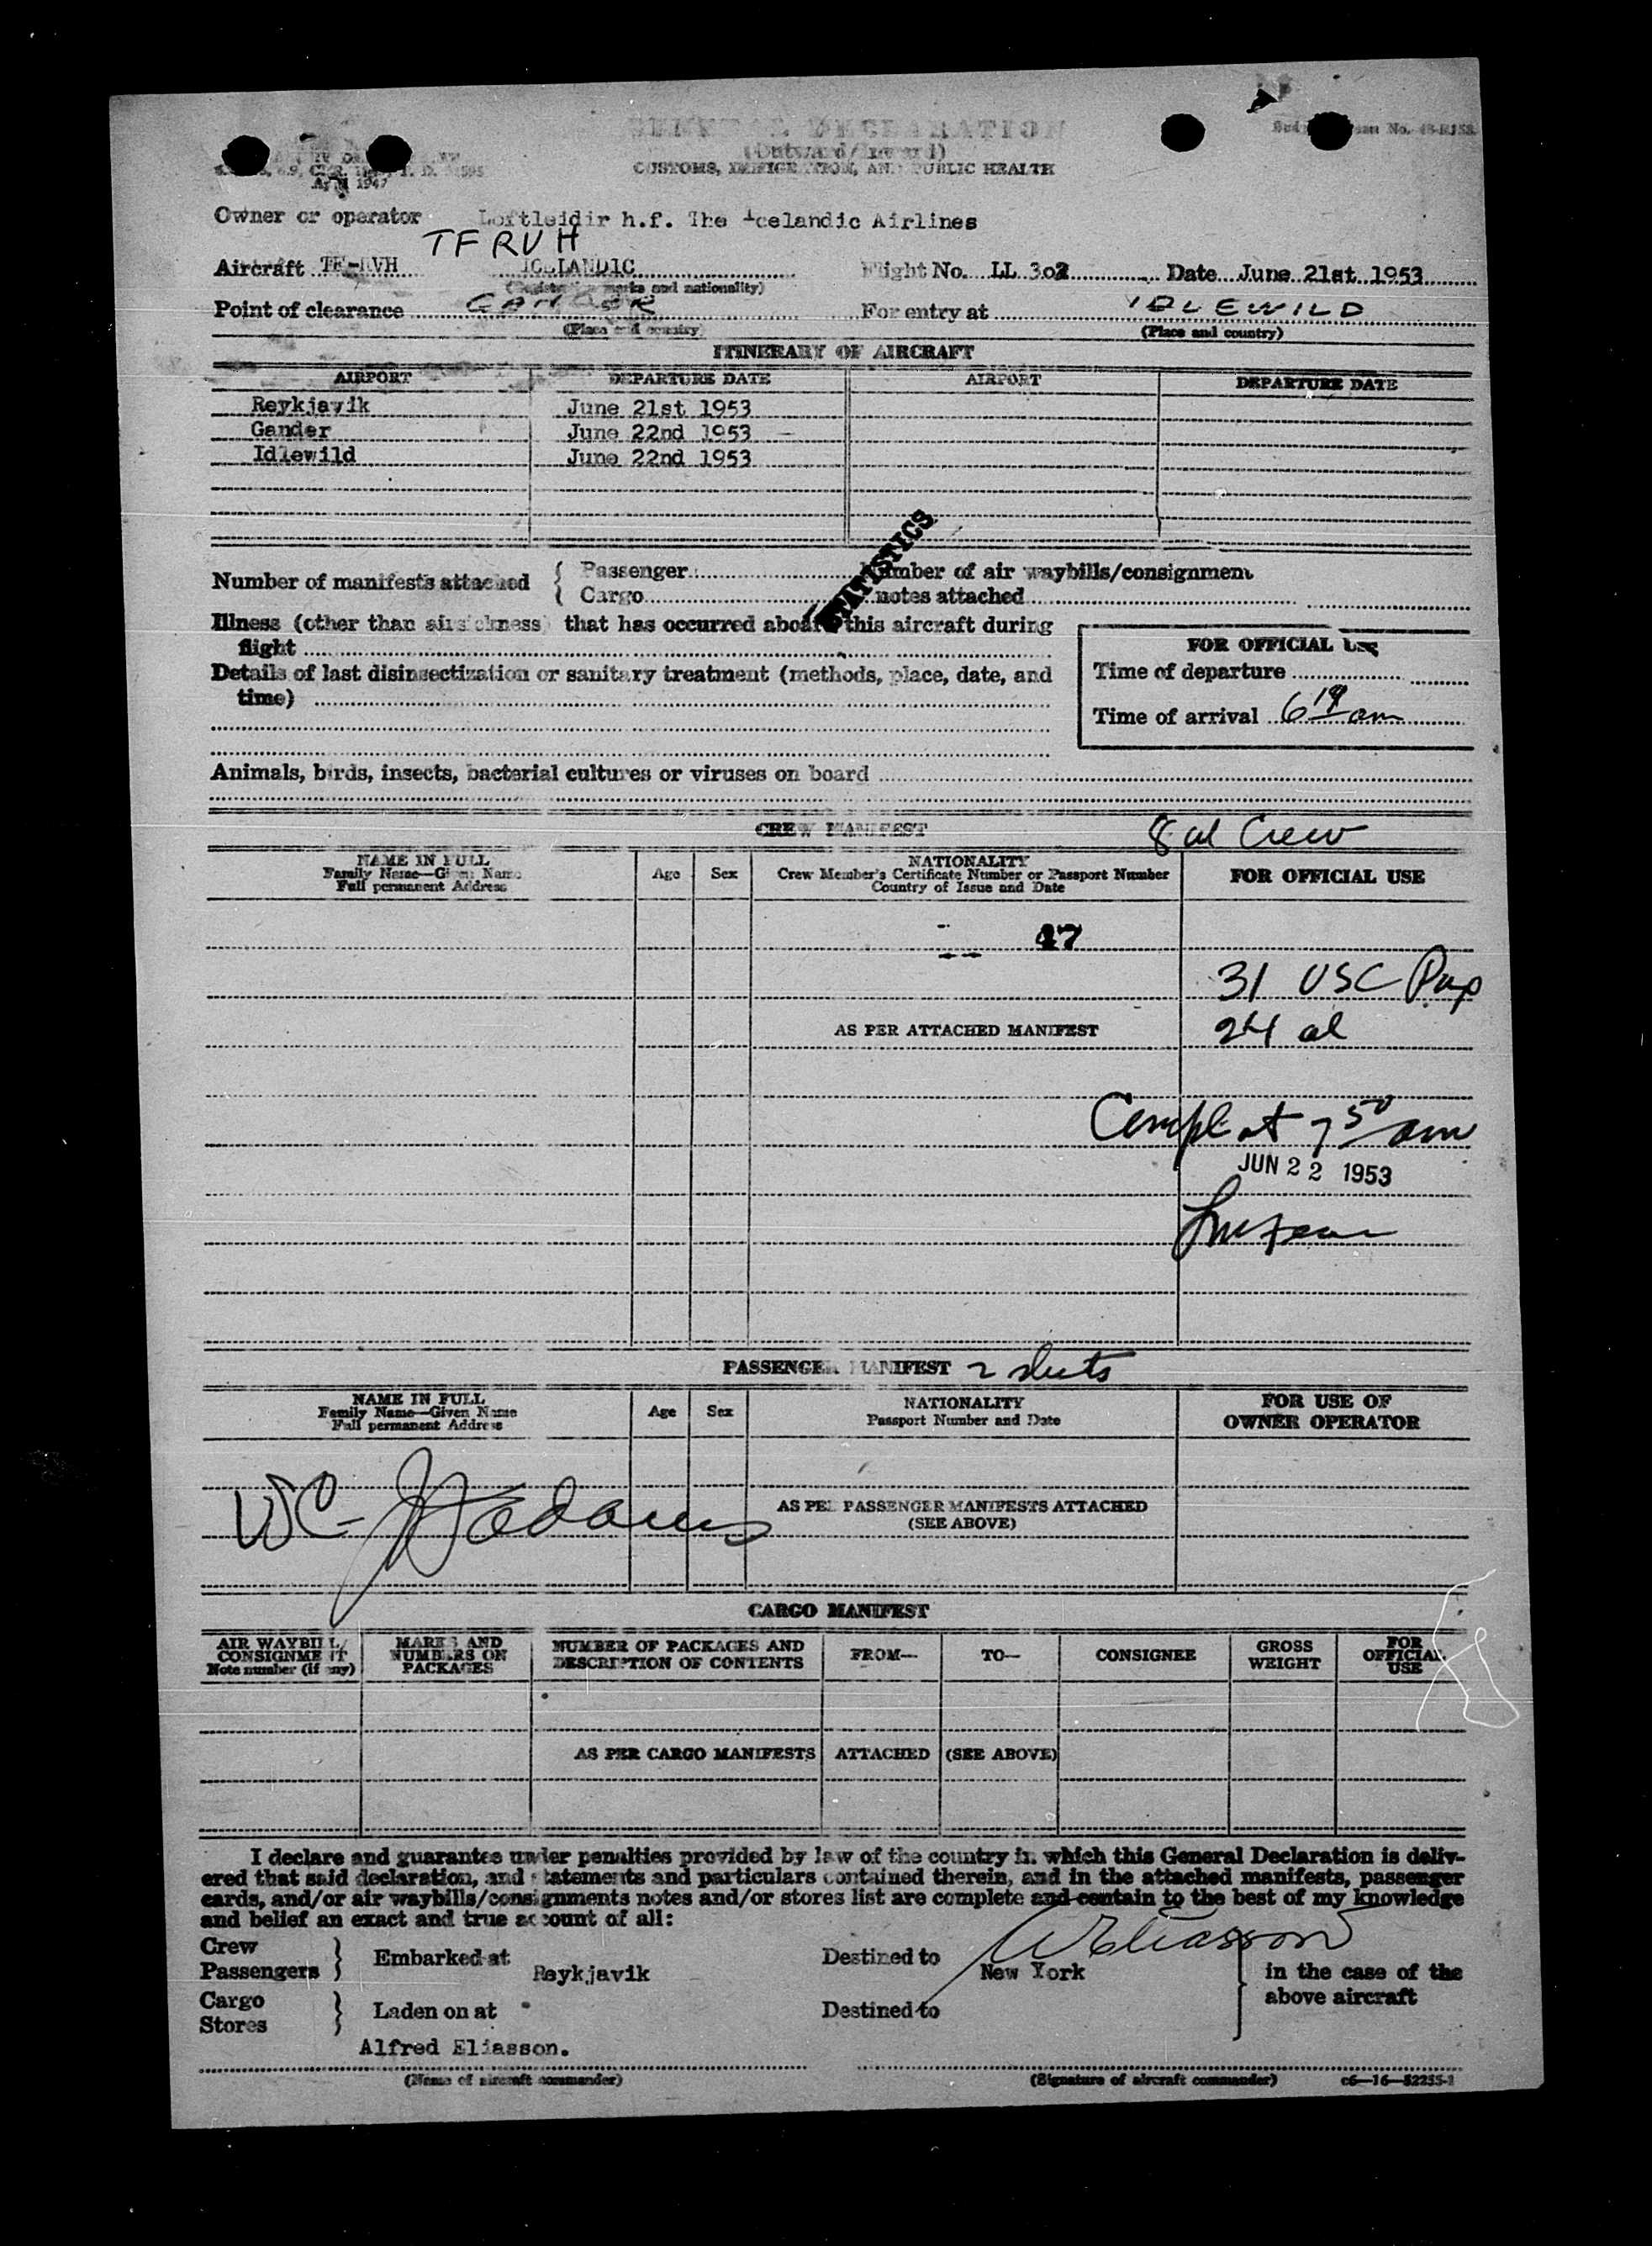 GENERAL DECLARATION
(Outward/Inward)
CUSTOMS, IMMIGRATION, AND PUBLIC HEALTH
April 1947
Owner or operator Loftleidir h.f. The Icelandic Airlines
TFRVH
Aircraft TF-RVH ICELANDIC Flight No. LL 302 Date June 21st 1953
(Registration marks and nationality)
Point of clearance GANDER For entry at IDLEWILD
(Place and country) (Place and country)
ITINERARY OF AIRCRAFT
AIRPORT DEPARTURE DATE AIRPORT DEPARTURE DATE
Reykjavik June 21st 1953
Gander June 22nd 1953
Idlewild June 22nd 1953
STATISTICS
Number of manifests attached { Passenger Number of air waybills/consignment
Cargo notes attached
Illness (other than airsickness) that has occurred aboard this aircraft during
flight
Details of last disinsectization or sanitary treatment (methods, place, date, and
time)
FOR OFFICIAL USE
Time of departure
Time of arrival 6 19 am
Animals, birds, insects, bacterial cultures or viruses on board
CREW MANIFEST 8 al Crew
NAME IN FULL
Family Name—Given Name
Full permanent Address
Age Sex
NATIONALITY
Crew Member's Certificate Number or Passport Number
Country of Issue and Date
FOR OFFICIAL USE
47
31 USC Pap
AS PER ATTACHED MANIFEST 24 al
Compl at 7 50 am
JUN 22 1953
PASSENGER MANIFEST 2 sheets
NAME IN FULL
Family Name—Given Name
Full permanent Address
Age Sex
NATIONALITY
Passport Number and Date
FOR USE OF
OWNER OPERATOR
USC
AS PER PASSENGER MANIFESTS ATTACHED
(SEE ABOVE)
CARGO MANIFEST
AIR WAYBILL/
CONSIGNMENT
Note number (if any)
MARKS AND
NUMBERS ON
PACKAGES
NUMBER OF PACKAGES AND
DESCRIPTION OF CONTENTS
FROM— TO— CONSIGNEE
GROSS
WEIGHT
FOR
OFFICIAL
USE
AS PER CARGO MANIFESTS ATTACHED (SEE ABOVE)
I declare and guarantee under penalties provided by law of the country in which this General Declaration is deliv-
ered that said declaration, and statements and particulars contained therein, and in the attached manifests, passenger
cards, and/or air waybills/consignments notes and/or stores list are complete and contain to the best of my knowledge
and belief an exact and true account of all:
Crew
Passengers } Embarked at Reykjavik Destined to New York } in the case of the
above aircraft
Cargo
Stores } Laden on at " Destined to
AEliasson
Alfred Eliasson.
(Name of aircraft commander) (Signature of aircraft commander) c6—16—52255-1